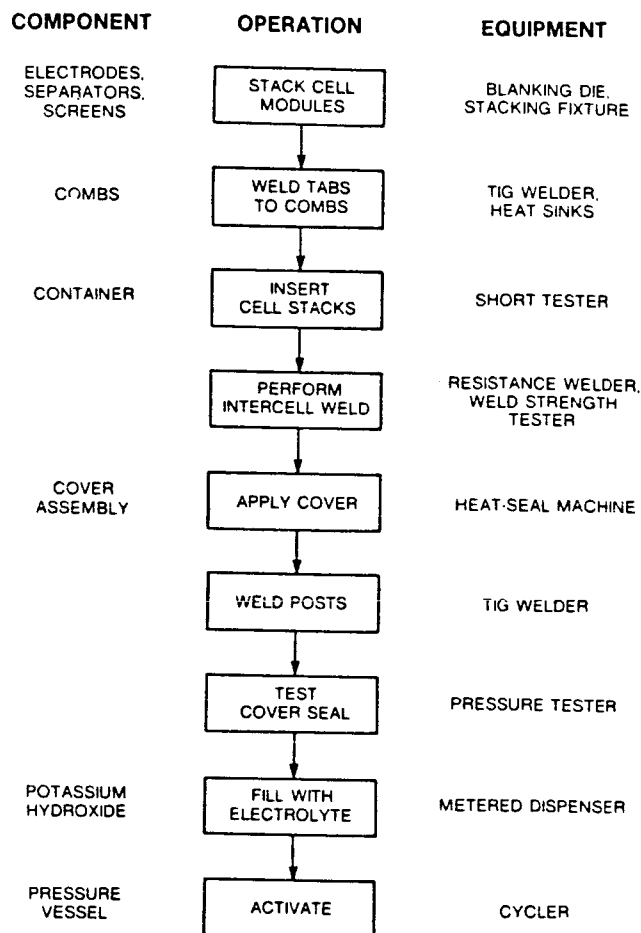 COMPONENT OPERATION EQUIPMENT
ELECTRODES,
SEPARATORS,
SCREENS
STACK CELL
MODULES
BLANKING DIE,
STACKING FIXTURE
COMBS
WELD TABS
TO COMBS
TIG WELDER,
HEAT SINKS
CONTAINER
INSERT
CELL STACKS
SHORT TESTER
PERFORM
INTERCELL WELD
RESISTANCE WELDER,
WELD STRENGTH
TESTER
COVER
ASSEMBLY
APPLY COVER
HEAT-SEAL MACHINE
WELD POSTS
TIG WELDER
TEST
COVER SEAL
PRESSURE TESTER
POTASSIUM
HYDROXIDE
FILL WITH
ELECTROLYTE
METERED DISPENSER
PRESSURE
VESSEL
ACTIVATE
CYCLER